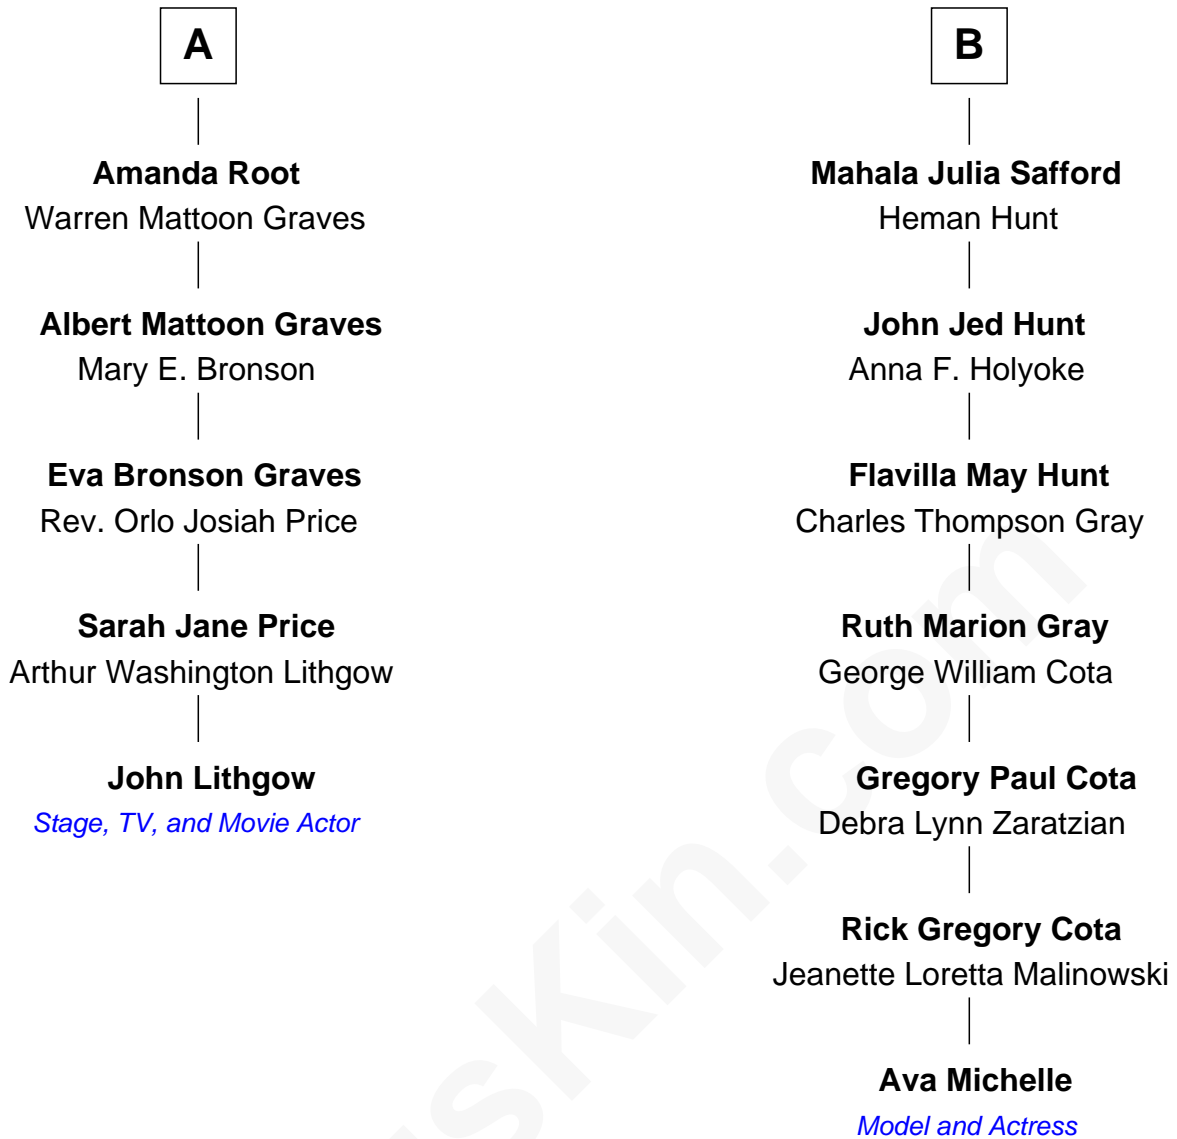 A
Amanda Root
Warren Mattoon Graves
Albert Mattoon Graves
Mary E. Bronson
Eva Bronson Graves
Rev. Orlo Josiah Price
Sarah Jane Price
Arthur Washington Lithgow
John Lithgow
Stage, TV, and Movie Actor
B
Mahala Julia Safford
Heman Hunt
John Jed Hunt
Anna F. Holyoke
Flavilla May Hunt
Charles Thompson Gray
Ruth Marion Gray
George William Cota
Gregory Paul Cota
Debra Lynn Zaratzian
Rick Gregory Cota
Jeanette Loretta Malinowski
Ava Michelle
Model and Actress